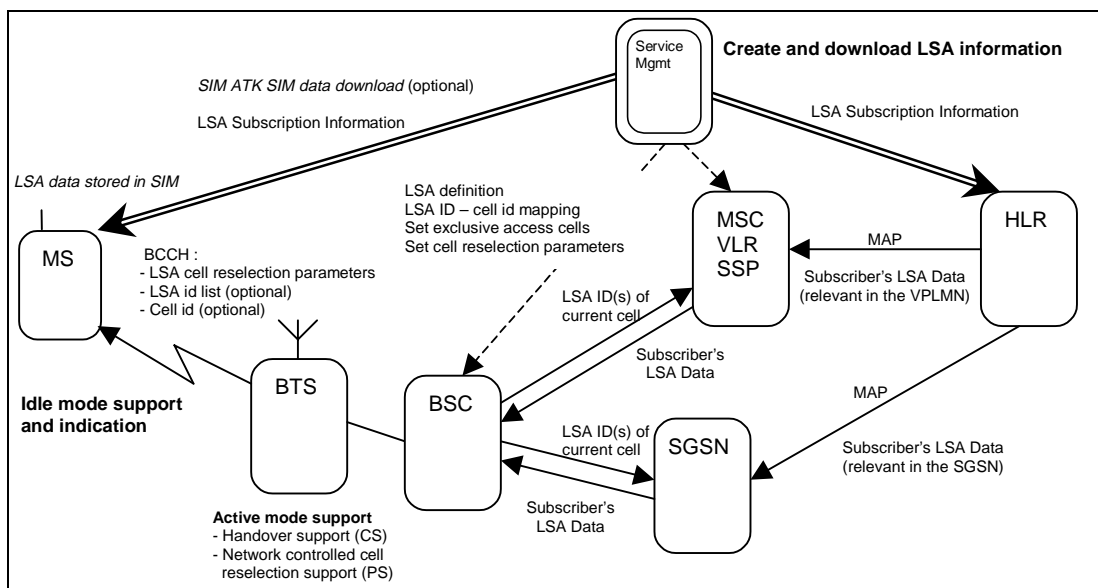 Service
Mgmt
Create and download LSA information
SIM ATK SIM data download (optional)
LSA Subscription Information
LSA Subscription Information
LSA data stored in SIM
MS
BCCH :
- LSA cell reselection parameters
- LSA id list (optional)
- Cell id (optional)
LSA definition
LSA ID – cell id mapping
Set exclusive access cells
Set cell reselection parameters
MSC
VLR
SSP
HLR
MAP
Subscriber's LSA Data
(relevant in the VPLMN)
LSA ID(s) of
current cell
Subscriber's
LSA Data
BTS
BSC
Idle mode support
and indication
LSA ID(s) of
current cell
SGSN
MAP
Subscriber's LSA Data
(relevant in the SGSN)
Subscriber's
LSA Data
Active mode support
- Handover support (CS)
- Network controlled cell
reselection support (PS)